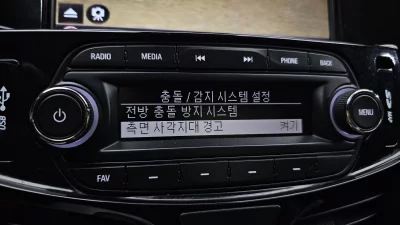 RADIO
MEDIA
PHONE
BACK
충돌 / 감지 시스템 설정
전방 충돌 방지 시스템
측면 사각지대 경고 켜기
USB
MENU
FAV